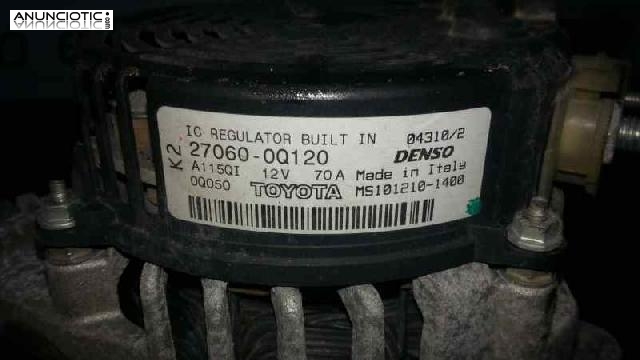 ANUNCIOTIC.com
IC REGULATOR BUILT IN 04310/2
K2 27060-0Q120 DENSO
A115QI 12V 70A Made in Italy
0Q050 TOYOTA MS101210-1400